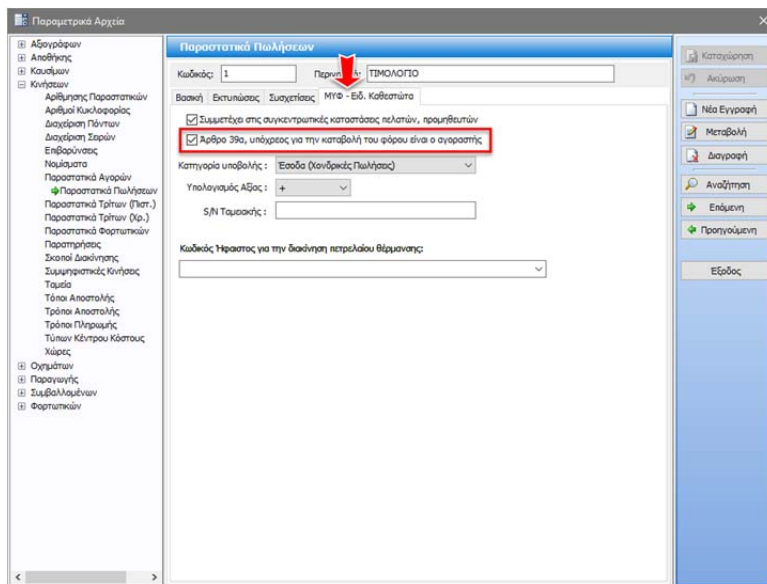 Παραμετρικά Αρχεία
Αξιογράφων
Αποθήκης
Καυσίμων
Κινήσεων
Αρίθμησης Παραστατικών
Αριθμοί Κυκλοφορίας
Διαχείριση Πόντων
Διαχείριση Σειρών
Επιβαρύνσεις
Νομίσματα
Παραστατικά Αγορών
Παραστατικά Πωλήσεων
Παραστατικά Τρίτων (Πιστ.)
Παραστατικά Τρίτων (Χρ.)
Παραστατικά Φορτωτικών
Παρατηρήσεις
Σκοποί Διακίνησης
Συμψηφιστικές Κινήσεις
Ταμεία
Τόποι Αποστολής
Τρόποι Αποστολής
Τρόποι Πληρωμής
Τύπων Κέντρου Κόστους
Χώρες
Οχημάτων
Παραγωγής
Συμβαλλομένων
Φορτωτικών
Παραστατικά Πωλήσεων
Κωδικός: 1 ΤΙΜΟΛΟΓΙΟ
Βασική Εκτυπώσεις Συσχετίσεις ΜΥΦ - Ειδ. Καθεστώτα
Συμμετέχει στις συγκεντρωτικές καταστάσεις πελατών, προμηθευτών
Άρθρο 39α, υπόχρεος για την καταβολή του φόρου είναι ο αγοραστής
Κατηγορία υποβολής : Έσοδα (Χονδρικές Πωλήσεις)
Υπολογισμός Αξίας : +
S/N Ταμειακής :
Κωδικός Ήφαιστος για την διακίνηση πετρελαίου θέρμανσης:
Καταχώρηση
Ακύρωση
Νέα Εγγραφή
Μεταβολή
Διαγραφή
Αναζήτηση
Επόμενη
Προηγούμενη
Έξοδος